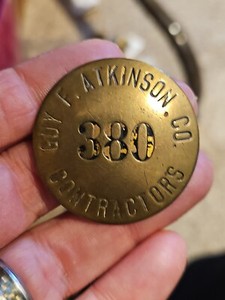 GUY F. ATKINSON. CO.
380
CONTRACTORS